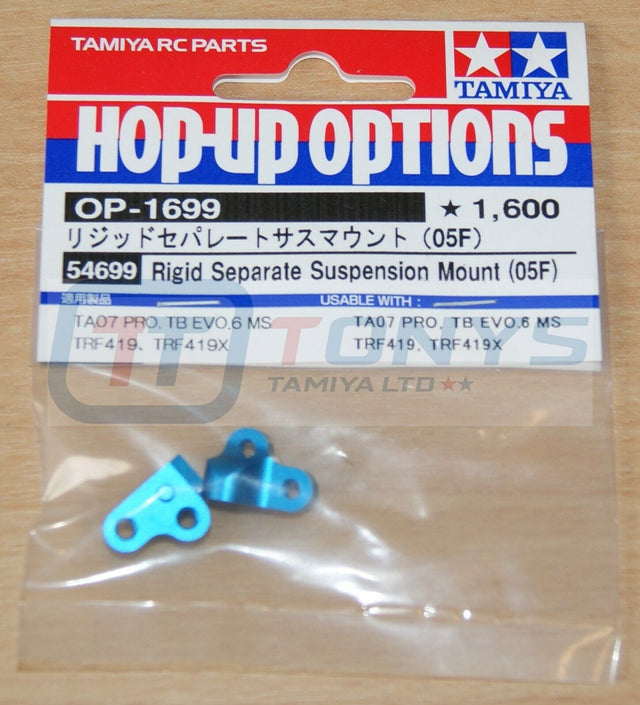 TAMIYA RC PARTS
TAMIYA
HOP-UP OPTIONS
OP-1699 ★ 1,600
リジッドセパレートサスマウント (05F)
54699 Rigid Separate Suspension Mount (05F)
適用製品 USABLE WITH :
TA07 PRO、TB EVO.6 MS TA07 PRO, TB EVO.6 MS
TRF419、TRF419X TRF419, TRF419X
TT TONYS
TAMIYA LTD ★★